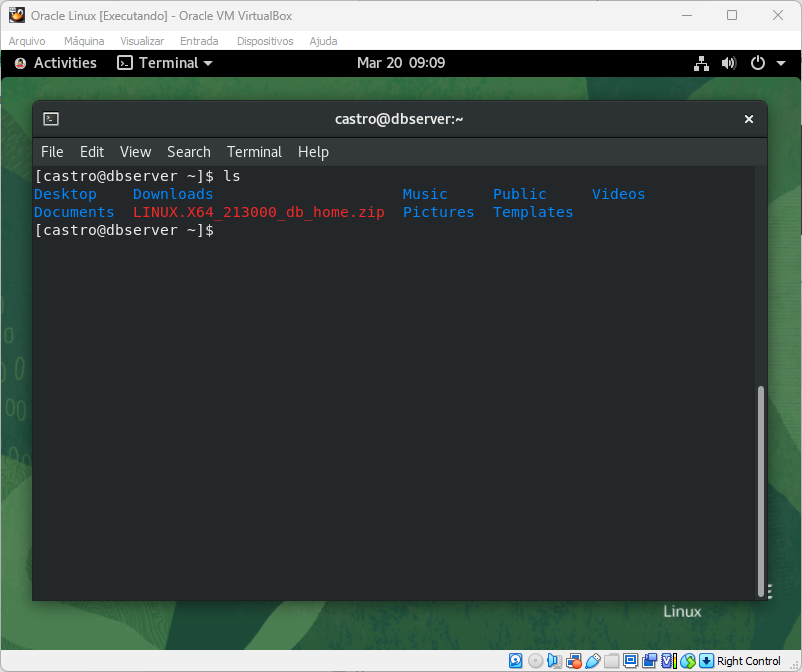 Oracle Linux [Executando] - Oracle VM VirtualBox
Arquivo Máquina Visualizar Entrada Dispositivos Ajuda
Activities Terminal Mar 20 09:09
castro@dbserver:~
File Edit View Search Terminal Help
[castro@dbserver ~]$ ls
Desktop Downloads Music Public Videos
Documents LINUX.X64_213000_db_home.zip Pictures Templates
[castro@dbserver ~]$
Linux
Right Control